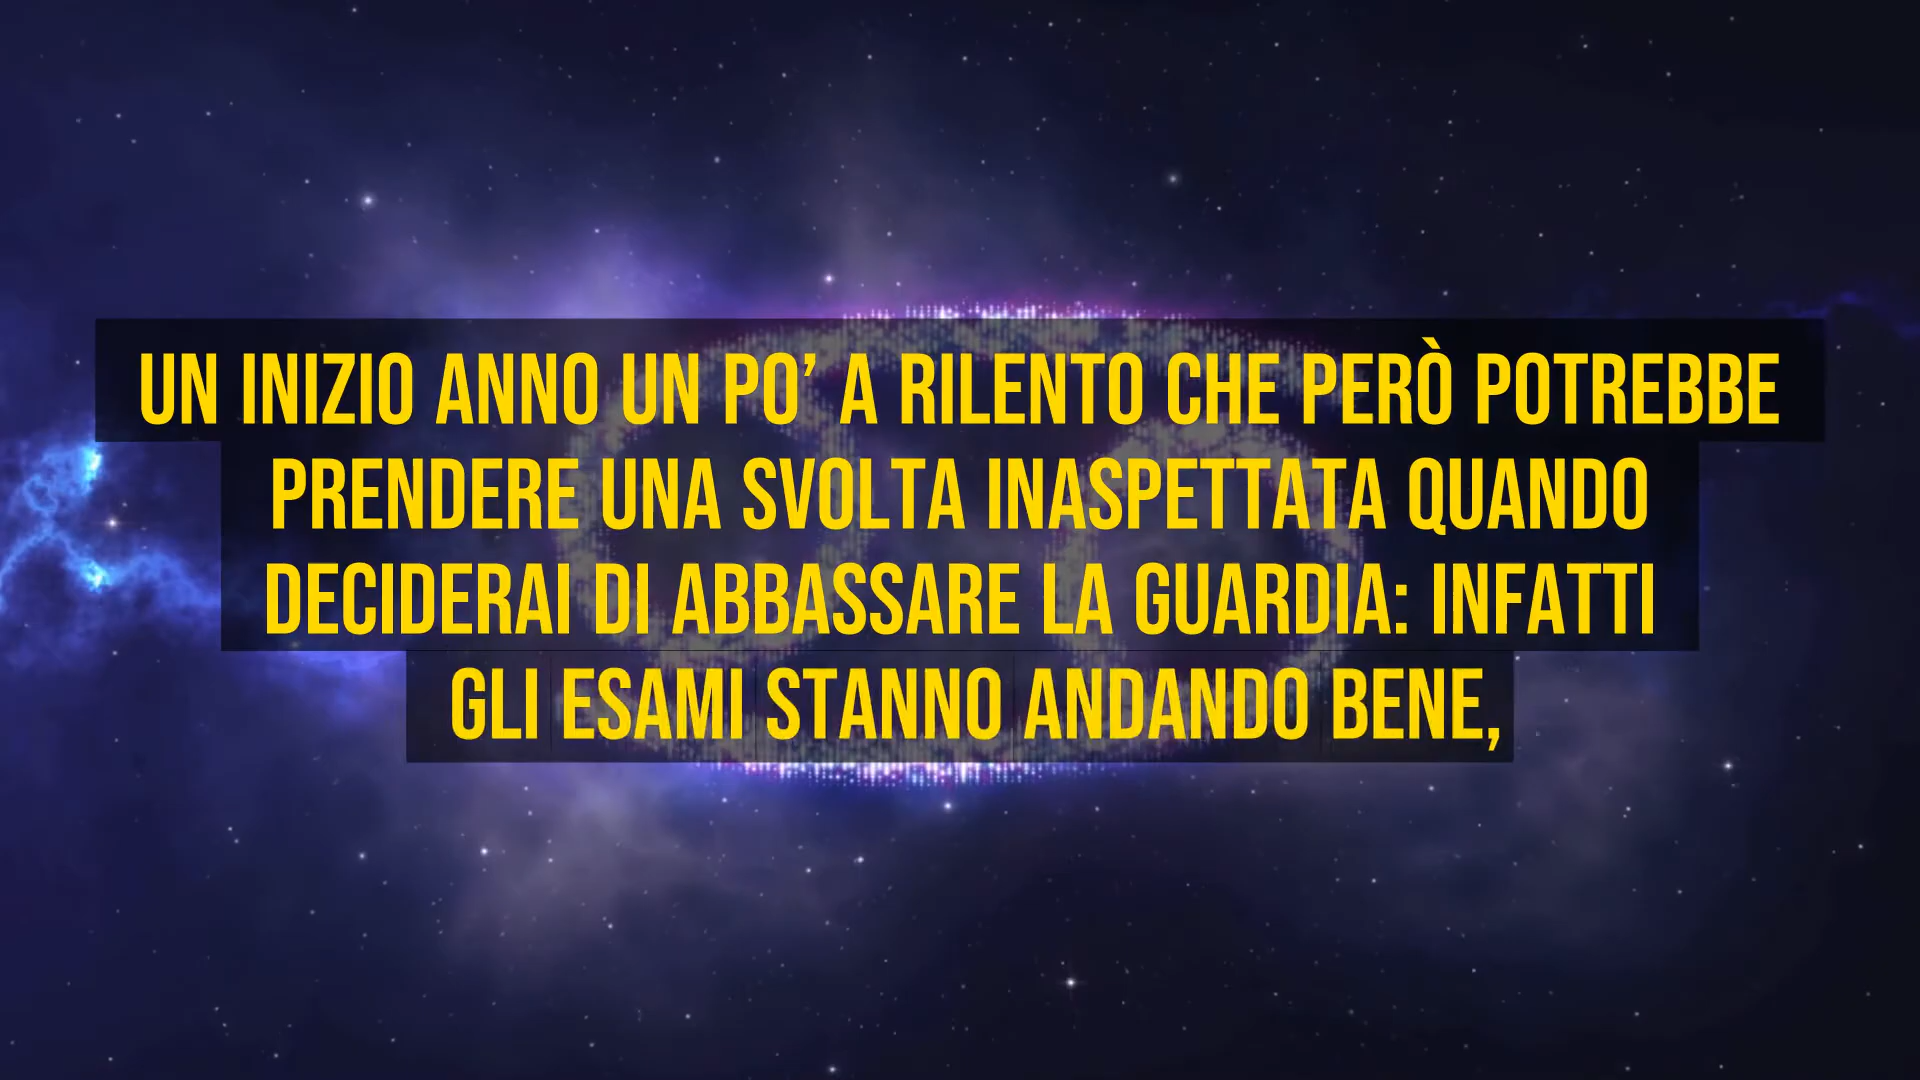 UN INIZIO ANNO UN PO’ A RILENTO CHE PERÒ POTREBBE
PRENDERE UNA SVOLTA INASPETTATA QUANDO
DECIDERAI DI ABBASSARE LA GUARDIA: INFATTI
GLI ESAMI STANNO ANDANDO BENE,